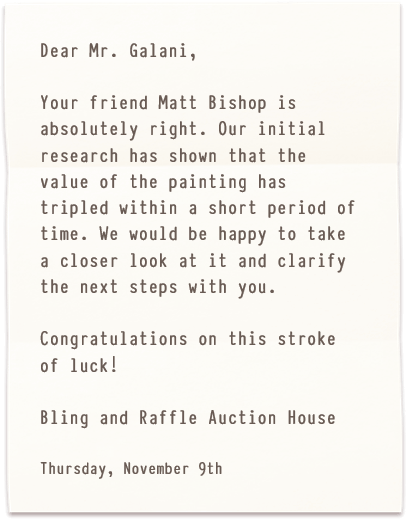 Dear Mr. Galani,
Your friend Matt Bishop is
absolutely right. Our initial
research has shown that the
value of the painting has
tripled within a short period of
time. We would be happy to take
a closer look at it and clarify
the next steps with you.
Congratulations on this stroke
of luck!
Bling and Raffle Auction House
Thursday, November 9th